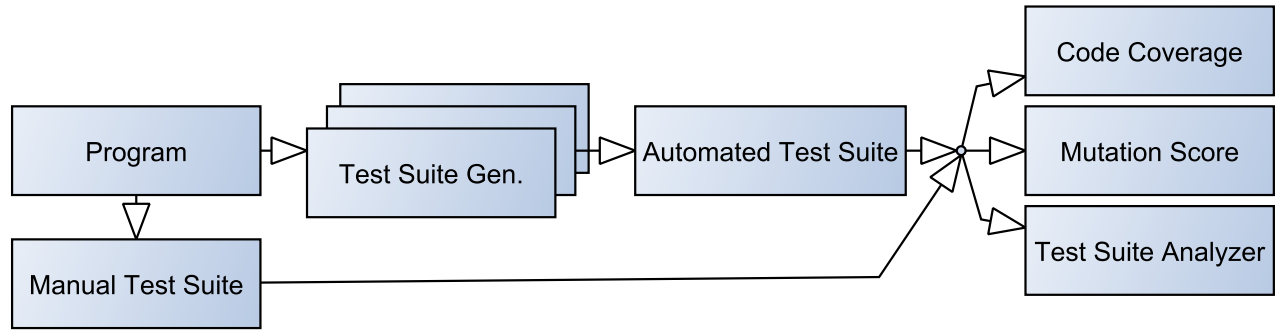 Program
Test Suite Gen.
Automated Test Suite
Code Coverage
Mutation Score
Test Suite Analyzer
Manual Test Suite